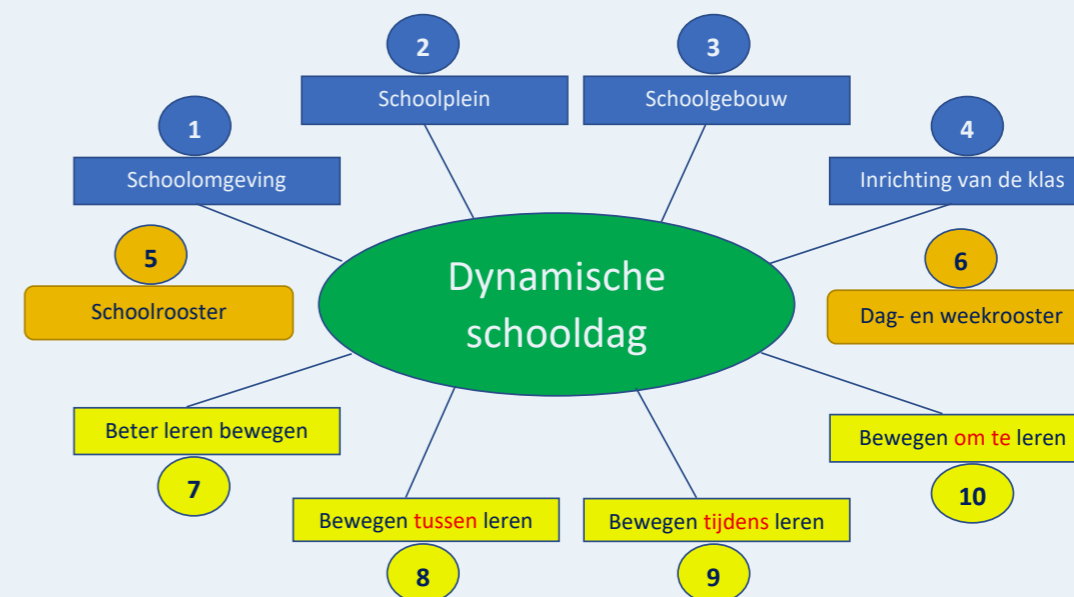 2
Schoolplein
3
Schoolgebouw
1
Schoolomgeving
4
Inrichting van de klas
5
Schoolrooster
Dynamische
schooldag
6
Dag- en weekrooster
Beter leren bewegen
7
Bewegen tussen leren
8
Bewegen tijdens leren
9
Bewegen om te leren
10